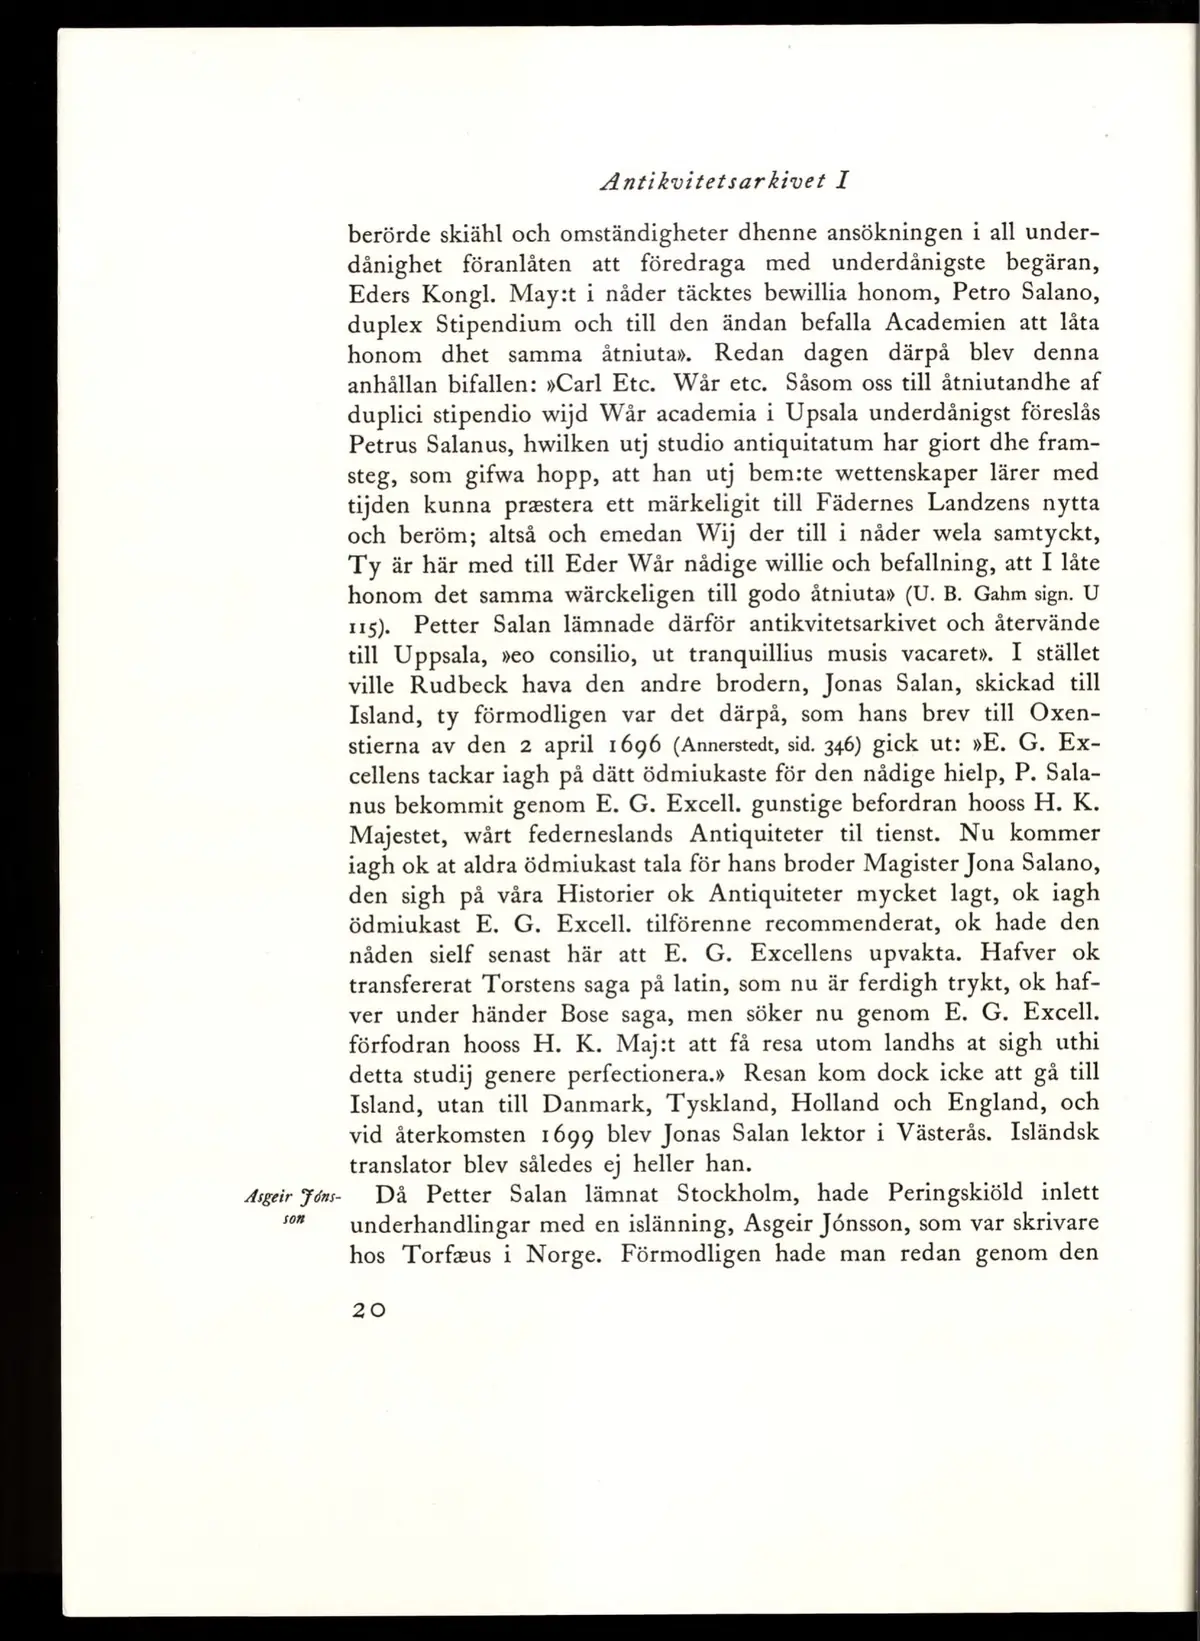 Antikvitetsarkivet I
berörde skiähl och omständigheter dhenne ansökningen i all under-
dånighet föranlåten att föredraga med underdånigste begäran,
Eders Kongl. May:t i nåder täcktes bewillia honom, Petro Salano,
duplex Stipendium och till den ändan befalla Academien att låta
honom dhet samma åtniuta». Redan dagen därpå blev denna
anhållan bifallen: »Carl Etc. Wår etc. Såsom oss till åtniutandhe af
duplici stipendio wijd Wår academia i Upsala underdånigst föreslås
Petrus Salanus, hwilken utj studio antiquitatum har giort dhe fram-
steg, som gifwa hopp, att han utj bem:te wettenskaper lärer med
tijden kunna præstera ett märkeligit till Fädernes Landzens nytta
och beröm; altså och emedan Wij der till i nåder wela samtyckt,
Ty är här med till Eder Wår nådige willie och befallning, att I låte
honom det samma wärckeligen till godo åtniuta» (U. B. Gahm sign. U
115). Petter Salan lämnade därför antikvitetsarkivet och återvände
till Uppsala, »eo consilio, ut tranquillius musis vacaret». I stället
ville Rudbeck hava den andre brodern, Jonas Salan, skickad till
Island, ty förmodligen var det därpå, som hans brev till Oxen-
stierna av den 2 april 1696 (Annerstedt, sid. 346) gick ut: »E. G. Ex-
cellens tackar iagh på dätt ödmiukaste för den nådige hielp, P. Sala-
nus bekommit genom E. G. Excell. gunstige befordran hooss H. K.
Majestet, wårt federneslands Antiquiteter til tienst. Nu kommer
iagh ok at aldra ödmiukast tala för hans broder Magister Jona Salano,
den sigh på våra Historier ok Antiquiteter mycket lagt, ok iagh
ödmiukast E. G. Excell. tilförenne recommenderat, ok hade den
nåden sielf senast här att E. G. Excellens upvakta. Hafver ok
transfererat Torstens saga på latin, som nu är ferdigh trykt, ok haf-
ver under händer Bose saga, men söker nu genom E. G. Excell.
förfodran hooss H. K. Maj:t att få resa utom landhs at sigh uthi
detta studij genere perfectionera.» Resan kom dock icke att gå till
Island, utan till Danmark, Tyskland, Holland och England, och
vid återkomsten 1699 blev Jonas Salan lektor i Västerås. Isländsk
translator blev således ej heller han.
Asgeir Jóns-
son
Då Petter Salan lämnat Stockholm, hade Peringskiöld inlett
underhandlingar med en islänning, Asgeir Jónsson, som var skrivare
hos Torfæus i Norge. Förmodligen hade man redan genom den
20